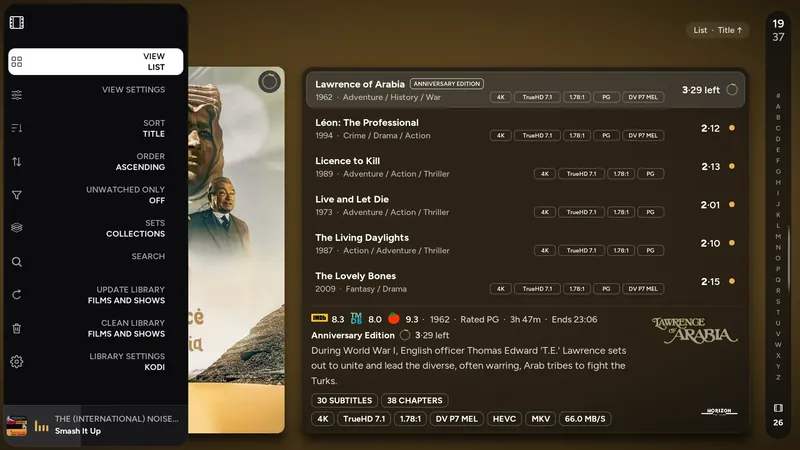 VIEW
LIST
VIEW SETTINGS
SORT
TITLE
ORDER
ASCENDING
UNWATCHED ONLY
OFF
SETS
COLLECTIONS
SEARCH
UPDATE LIBRARY
FILMS AND SHOWS
CLEAN LIBRARY
FILMS AND SHOWS
LIBRARY SETTINGS
KODI
THE (INTERNATIONAL) NOISE...
Smash It Up
List · Title ↑
Lawrence of Arabia ANNIVERSARY EDITION
1962 · Adventure / History / War
4K TrueHD 7.1 1.78:1 PG DV P7 MEL
3·29 left
Léon: The Professional
1994 · Crime / Drama / Action
4K TrueHD 7.1 1.78:1 PG DV P7 MEL
2·12
Licence to Kill
1989 · Adventure / Action / Thriller
4K TrueHD 7.1 1.78:1 PG
2·13
Live and Let Die
1973 · Adventure / Action / Thriller
4K TrueHD 7.1 1.78:1 PG
2·01
The Living Daylights
1987 · Action / Adventure / Thriller
4K TrueHD 7.1 1.78:1 PG
2·10
The Lovely Bones
2009 · Fantasy / Drama
4K TrueHD 7.1 1.78:1 PG DV P7 MEL
2·15
IMDb 8.3 TMDB 8.0 9.3 · 1962 · Rated PG · 3h 47m · Ends 23:06
Anniversary Edition 3·29 left
During World War I, English officer Thomas Edward 'T.E.' Lawrence sets
out to unite and lead the diverse, often warring, Arab tribes to fight the
Turks.
30 SUBTITLES 38 CHAPTERS
4K TrueHD 7.1 1.78:1 DV P7 MEL HEVC MKV 66.0 MB/S
LAWRENCE
OF ARABIA
HORIZON
19
37
#
A
B
C
D
E
F
G
H
I
J
K
L
M
N
O
P
Q
R
S
T
U
V
W
X
Y
Z
26